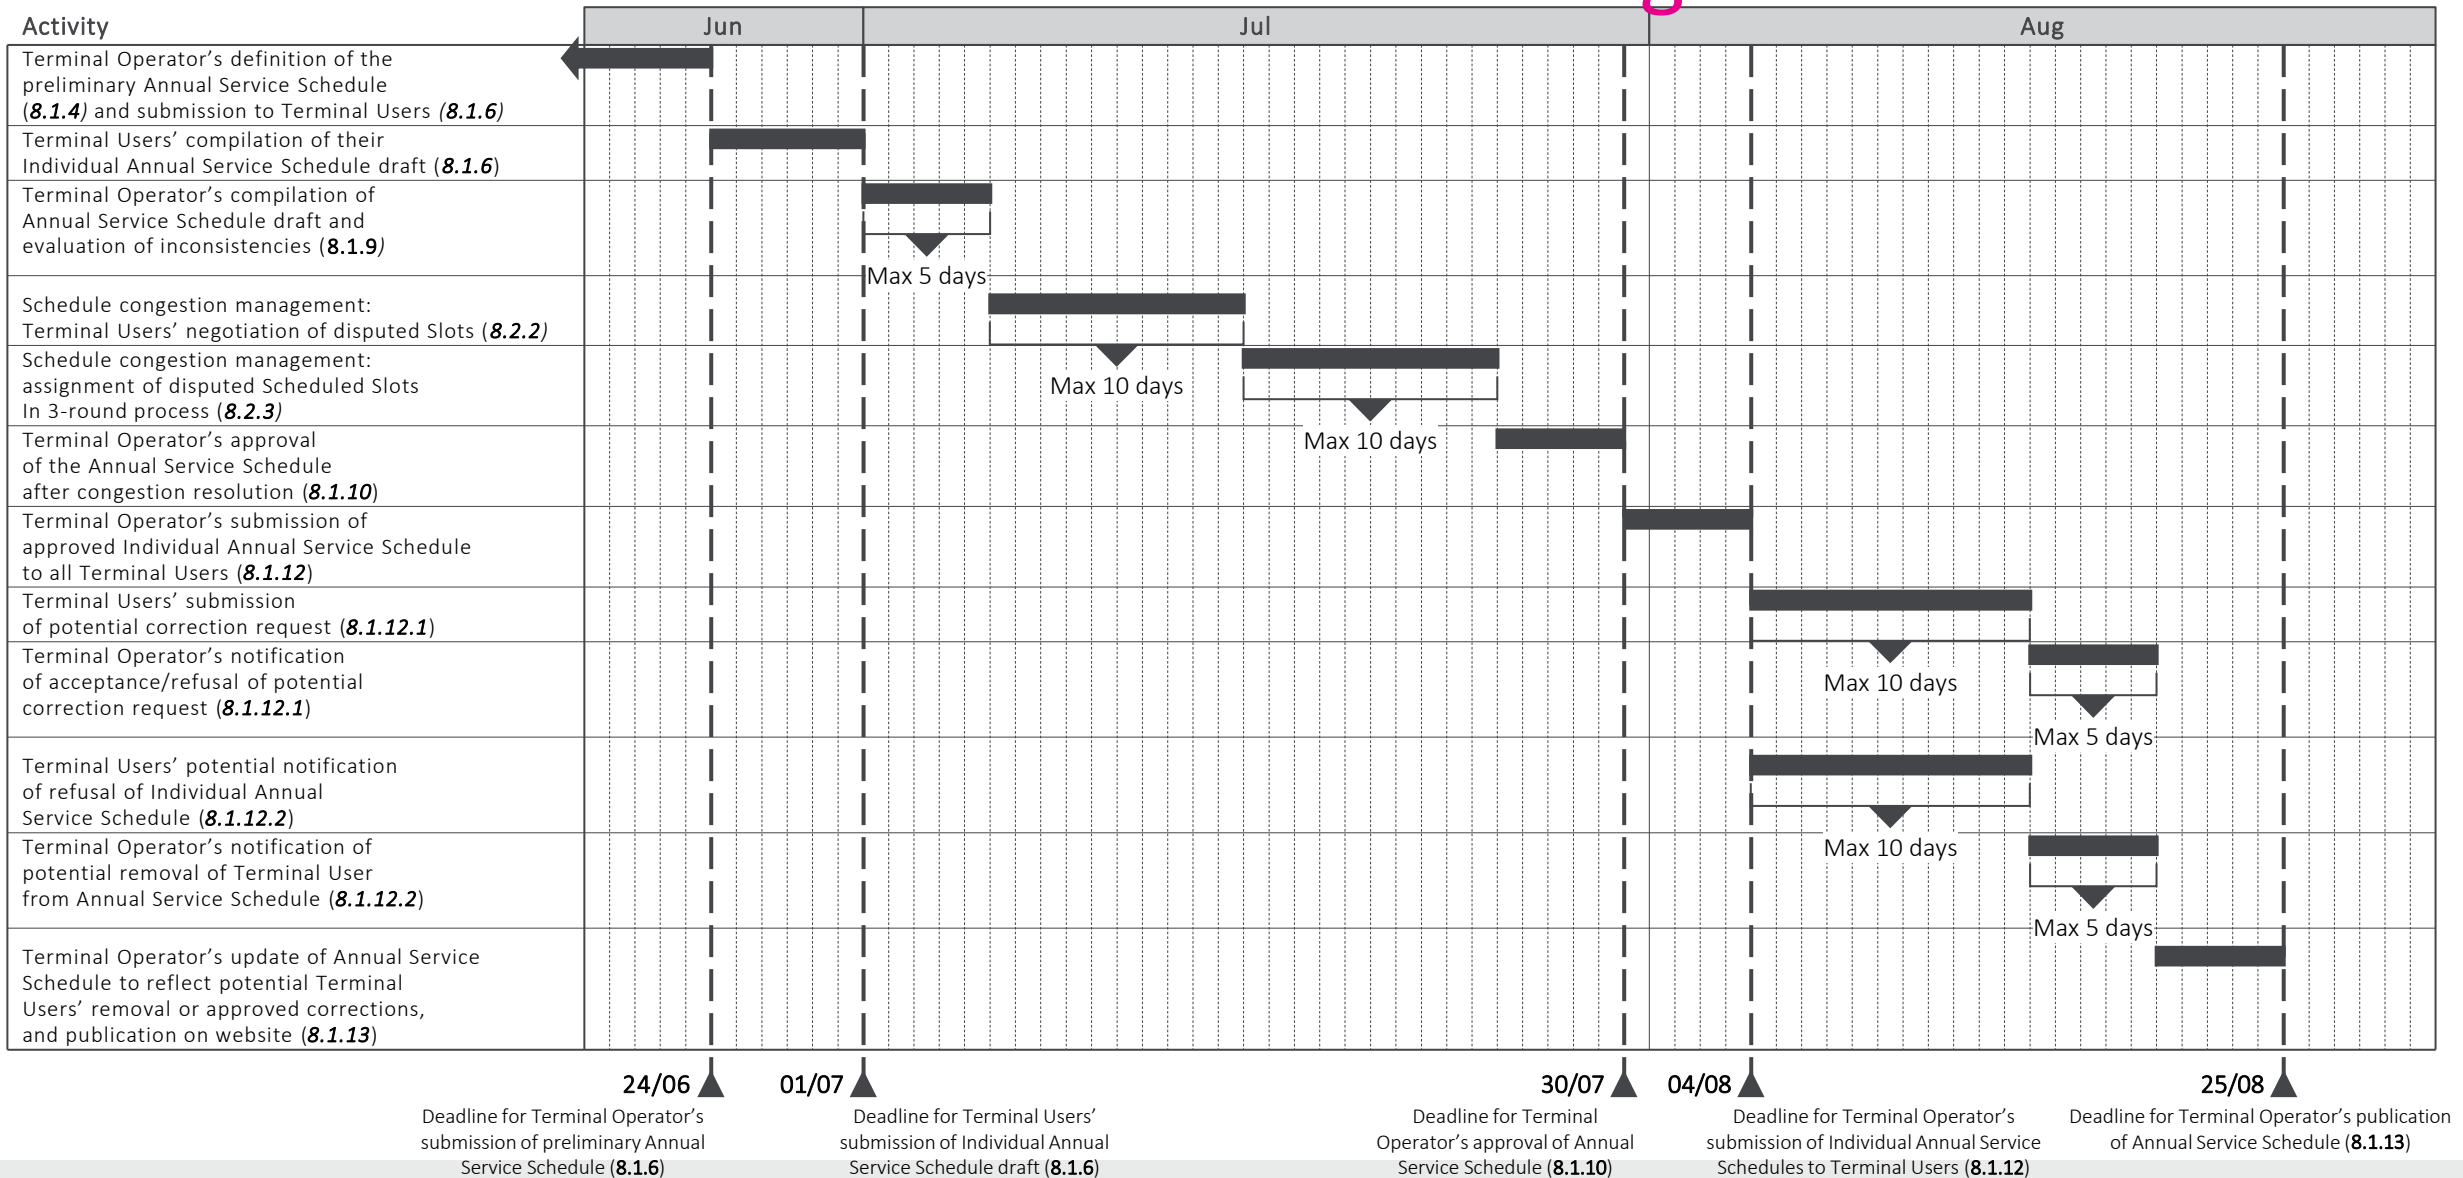 Activity
Jun
Jul
Aug
Terminal Operator's definition of the
preliminary Annual Service Schedule
(8.1.4) and submission to Terminal Users (8.1.6)
Terminal Users' compilation of their
Individual Annual Service Schedule draft (8.1.6)
Terminal Operator's compilation of
Annual Service Schedule draft and
evaluation of inconsistencies (8.1.9)
Max 5 days
Schedule congestion management:
Terminal Users' negotiation of disputed Slots (8.2.2)
Max 10 days
Schedule congestion management:
assignment of disputed Scheduled Slots
In 3-round process (8.2.3)
Max 10 days
Terminal Operator's approval
of the Annual Service Schedule
after congestion resolution (8.1.10)
Terminal Operator's submission of
approved Individual Annual Service Schedule
to all Terminal Users (8.1.12)
Terminal Users' submission
of potential correction request (8.1.12.1)
Max 10 days
Terminal Operator's notification
of acceptance/refusal of potential
correction request (8.1.12.1)
Max 5 days
Terminal Users' potential notification
of refusal of Individual Annual
Service Schedule (8.1.12.2)
Max 10 days
Terminal Operator's notification of
potential removal of Terminal User
from Annual Service Schedule (8.1.12.2)
Max 5 days
Terminal Operator's update of Annual Service
Schedule to reflect potential Terminal
Users' removal or approved corrections,
and publication on website (8.1.13)
24/06
Deadline for Terminal Operator's
submission of preliminary Annual
Service Schedule (8.1.6)
01/07
Deadline for Terminal Users'
submission of Individual Annual
Service Schedule draft (8.1.6)
30/07
Deadline for Terminal
Operator's approval of Annual
Service Schedule (8.1.10)
04/08
Deadline for Terminal Operator's
submission of Individual Annual Service
Schedules to Terminal Users (8.1.12)
25/08
Deadline for Terminal Operator's publication
of Annual Service Schedule (8.1.13)